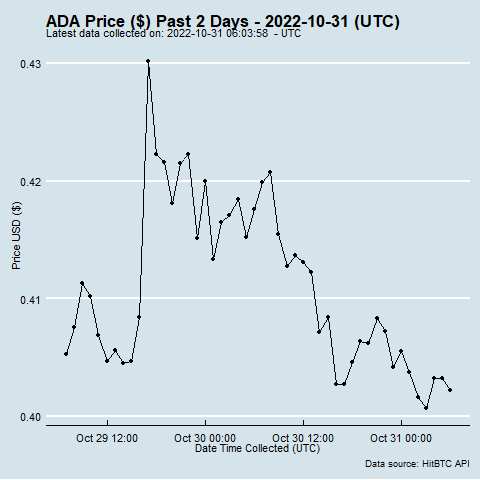 ADA Price ($) Past 2 Days - 2022-10-31 (UTC)
Latest data collected on: 2022-10-31 06:03:58 - UTC
0.43
0.42
0.41
0.40
Price USD ($)
Oct 29 12:00 Oct 30 00:00 Oct 30 12:00 Oct 31 00:00
Date Time Collected (UTC)
Data source: HitBTC API